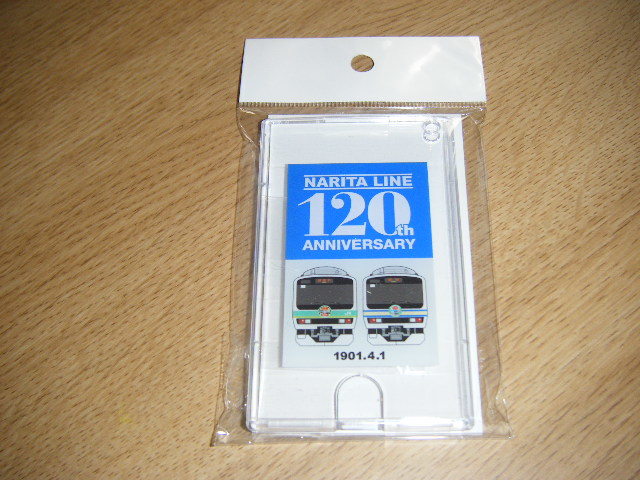 NARITA LINE
120th
ANNIVERSARY
1901.4.1